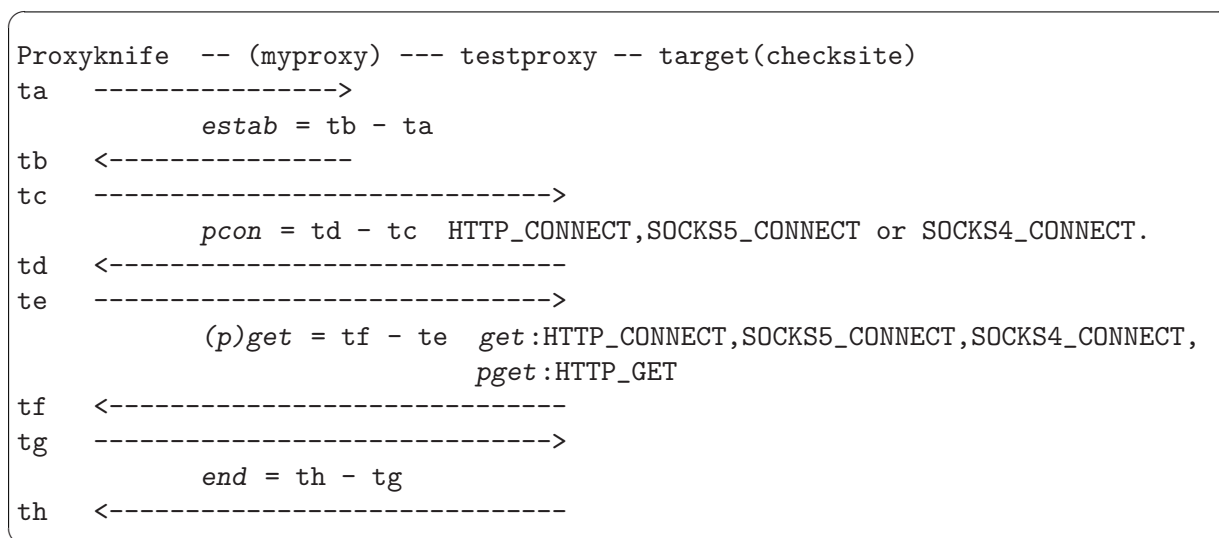 Proxyknife  -- (myproxy) --- testproxy -- target(checksite)
ta   ---------------->
            estab = tb - ta
tb   <----------------
tc   ------------------------------>
            pcon = td - tc  HTTP_CONNECT,SOCKS5_CONNECT or SOCKS4_CONNECT.
td   <------------------------------
te   ------------------------------>
            (p)get = tf - te  get:HTTP_CONNECT,SOCKS5_CONNECT,SOCKS4_CONNECT,
                              pget:HTTP_GET
tf   <------------------------------
tg   ------------------------------>
            end = th - tg
th   <------------------------------